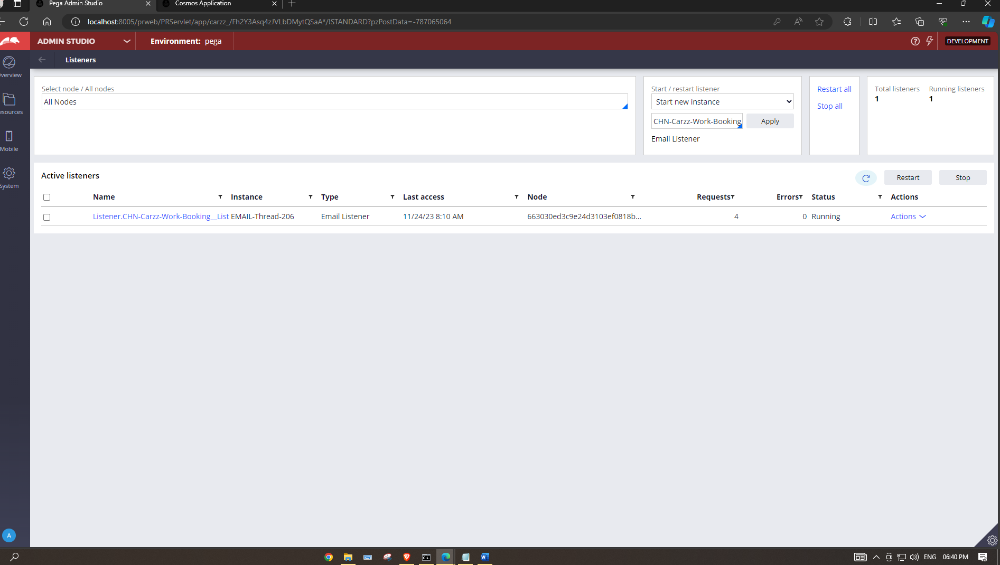 Pega Admin Studio
Cosmos Application
localhost:8005/prweb/PRServlet/app/carzz_/Fh2Y3Asq4zJVLbDMytQSaA*/!STANDARD?pzPostData=-787065064
ADMIN STUDIO
Environment: pega
DEVELOPMENT
Listeners
verview
esources
Mobile
System
Select node / All nodes
All Nodes
Start / restart listener
Start new instance
CHN-Carzz-Work-Booking
Apply
Email Listener
Restart all
Stop all
Total listeners
1
Running listeners
1
Active listeners
Restart
Stop
Name Instance Type Last access Node Requests Errors Status Actions
Listener.CHN-Carzz-Work-Booking__List EMAIL-Thread-206 Email Listener 11/24/23 8:10 AM 663030ed3c9e24d3103ef0818b... 4 0 Running Actions
A
ENG 06:40 PM